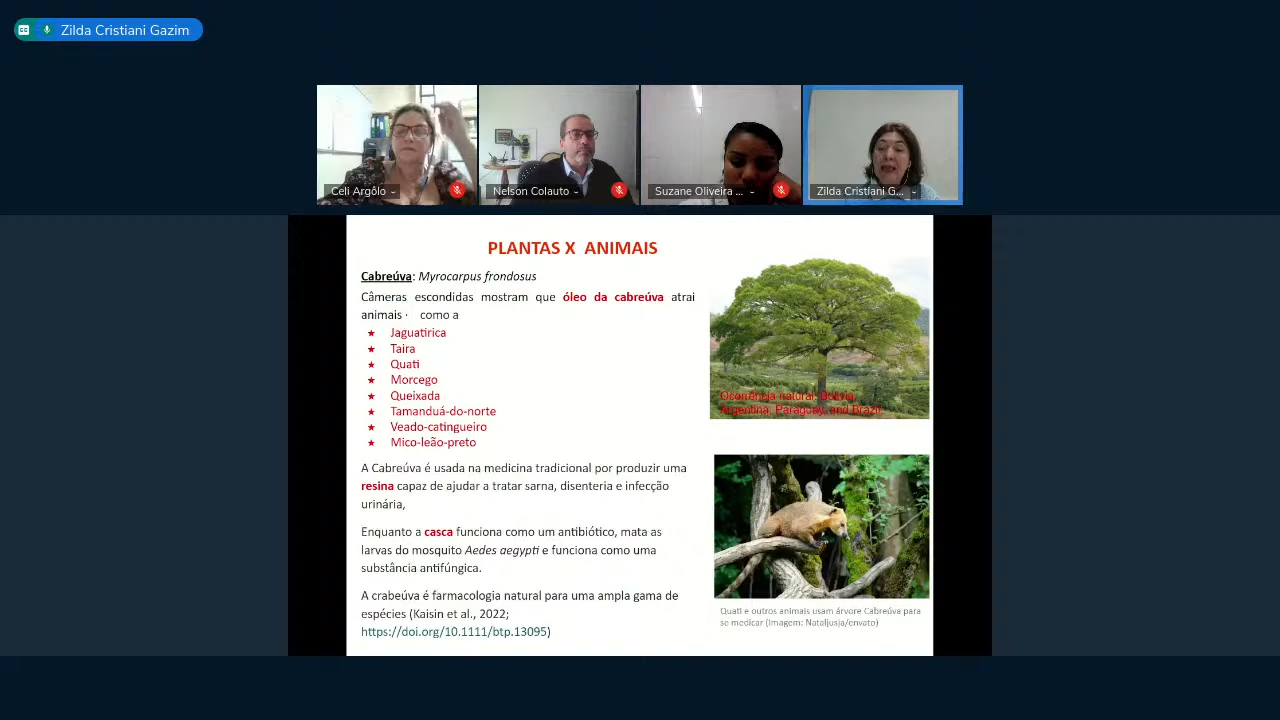 Zilda Cristiani Gazim
Celi Argôlo
Nelson Colauto
Suzane Oliveira ...
Zilda Cristiani G...
PLANTAS X ANIMAIS
Cabreúva: Myrocarpus frondosus
Câmeras escondidas mostram que óleo da cabreúva atrai
animais · como a
★ Jaguatirica
★ Taira
★ Quati
★ Morcego
★ Queixada
★ Tamanduá-do-norte
★ Veado-catingueiro
★ Mico-leão-preto
A Cabreúva é usada na medicina tradicional por produzir uma
resina capaz de ajudar a tratar sarna, disenteria e infecção
urinária,
Enquanto a casca funciona como um antibiótico, mata as
larvas do mosquito Aedes aegypti e funciona como uma
substância antifúngica.
A crabeúva é farmacologia natural para uma ampla gama de
espécies (Kaisin et al., 2022;
https://doi.org/10.1111/btp.13095)
Ocorrência natural: Bolivia,
Argentina, Paraguay, and Brazil
Quati e outros animais usam árvore Cabreúva para
se medicar (Imagem: Nataljusja/envato)